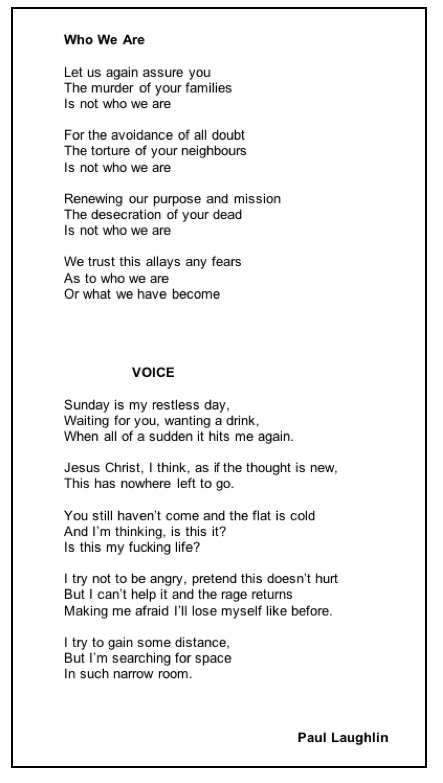 Who We Are
Let us again assure you
The murder of your families
Is not who we are
For the avoidance of all doubt
The torture of your neighbours
Is not who we are
Renewing our purpose and mission
The desecration of your dead
Is not who we are
We trust this allays any fears
As to who we are
Or what we have become
VOICE
Sunday is my restless day,
Waiting for you, wanting a drink,
When all of a sudden it hits me again.
Jesus Christ, I think, as if the thought is new,
This has nowhere left to go.
You still haven't come and the flat is cold
And I'm thinking, is this it?
Is this my fucking life?
I try not to be angry, pretend this doesn't hurt
But I can't help it and the rage returns
Making me afraid I'll lose myself like before.
I try to gain some distance,
But I'm searching for space
In such narrow room.
Paul Laughlin